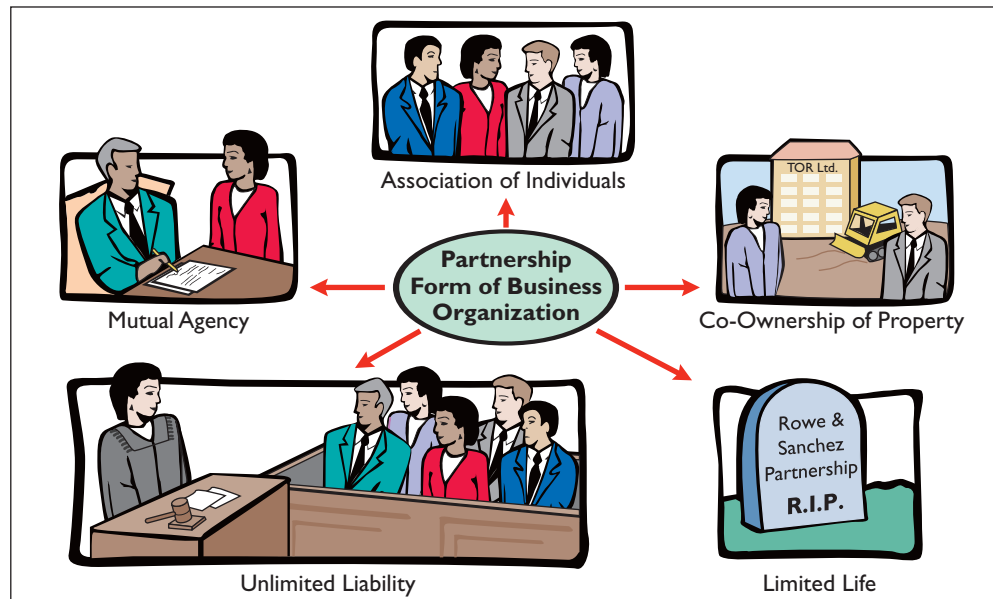 Association of Individuals
TOR Ltd.
Partnership
Form of Business
Organization
Mutual Agency
Co-Ownership of Property
Rowe &
Sanchez
Partnership
R.I.P.
Unlimited Liability
Limited Life